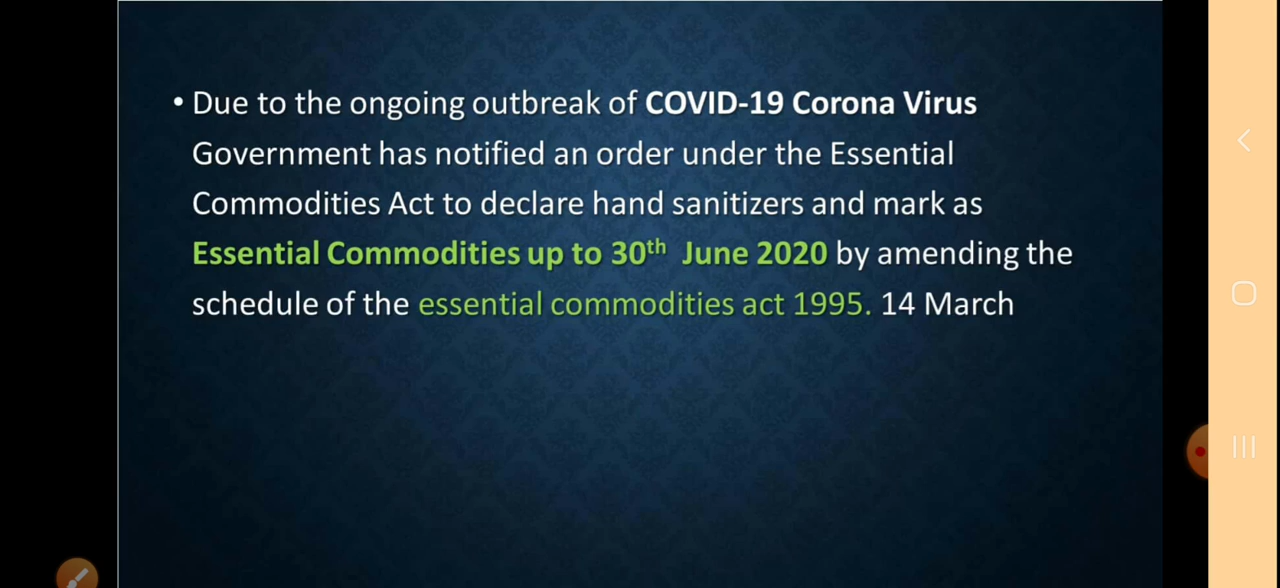 • Due to the ongoing outbreak of COVID-19 Corona Virus
Government has notified an order under the Essential
Commodities Act to declare hand sanitizers and mark as
Essential Commodities up to 30th June 2020 by amending the
schedule of the essential commodities act 1995. 14 March